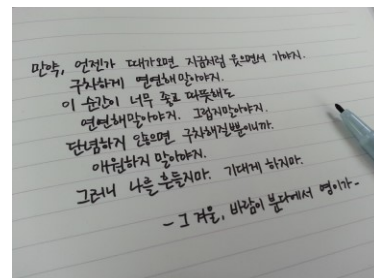 만약, 언젠가 때가오면 지금처럼 웃으면서 가야지.
구차하게 연연해말아야지.
이 순간이 너무 좋고 따뜻해도
연연해말아야지. 그립지말아야지.
단념하지 않으면 구차해질뿐이니까.
애원하지 말아야지.
그러니 나를 흔들지마. 기대게 하지마.
- 그 겨울, 바람이 분다에서 영이가 -